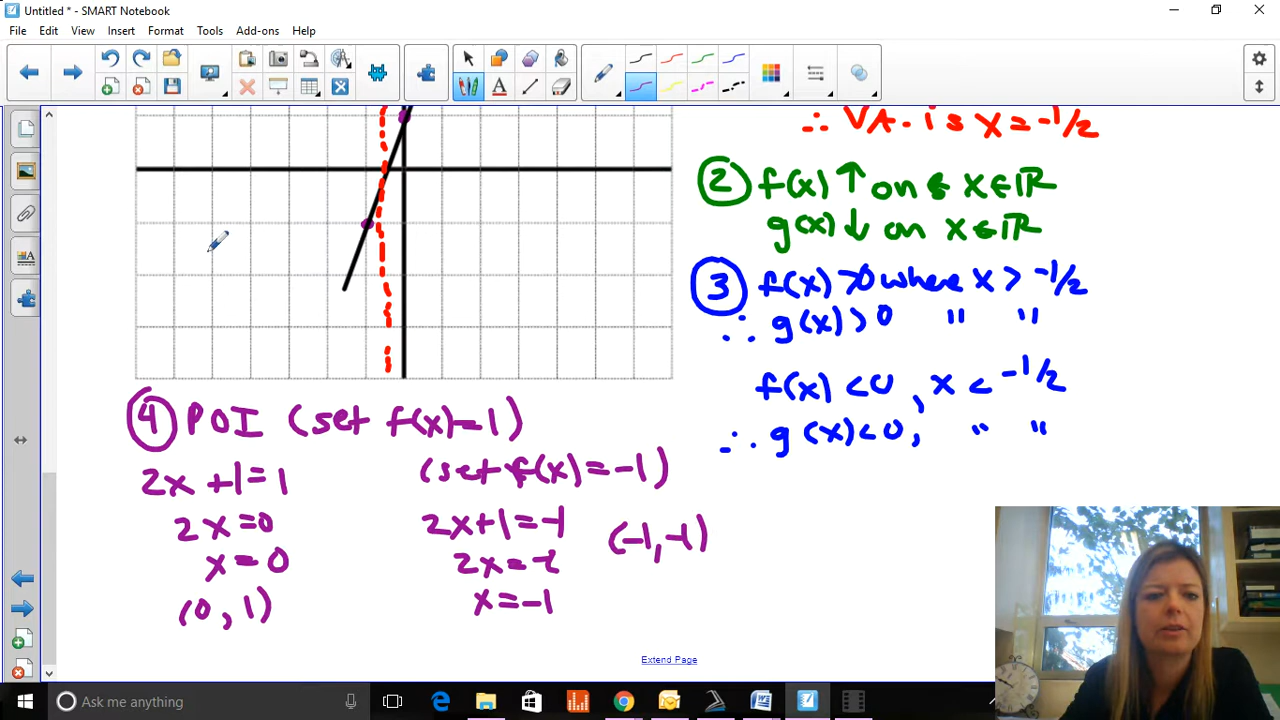 Untitled * - SMART Notebook
File Edit View Insert Format Tools Add-ons Help
∴ VA. is x = -1/2
② f(x) ↑ on x ∈ ℝ
g(x) ↓ on x ∈ ℝ
③ f(x) >0 where x > -1/2
∴ g(x) > 0 " "
f(x) < 0, x < -1/2
∴ g(x) < 0, " "
④ POI (set f(x)=1)
2x + 1 = 1
2x = 0
x = 0
(0, 1)
(set f(x) = -1)
2x+1 = -1
2x = -2
x = -1
(-1, -1)
Extend Page
Ask me anything